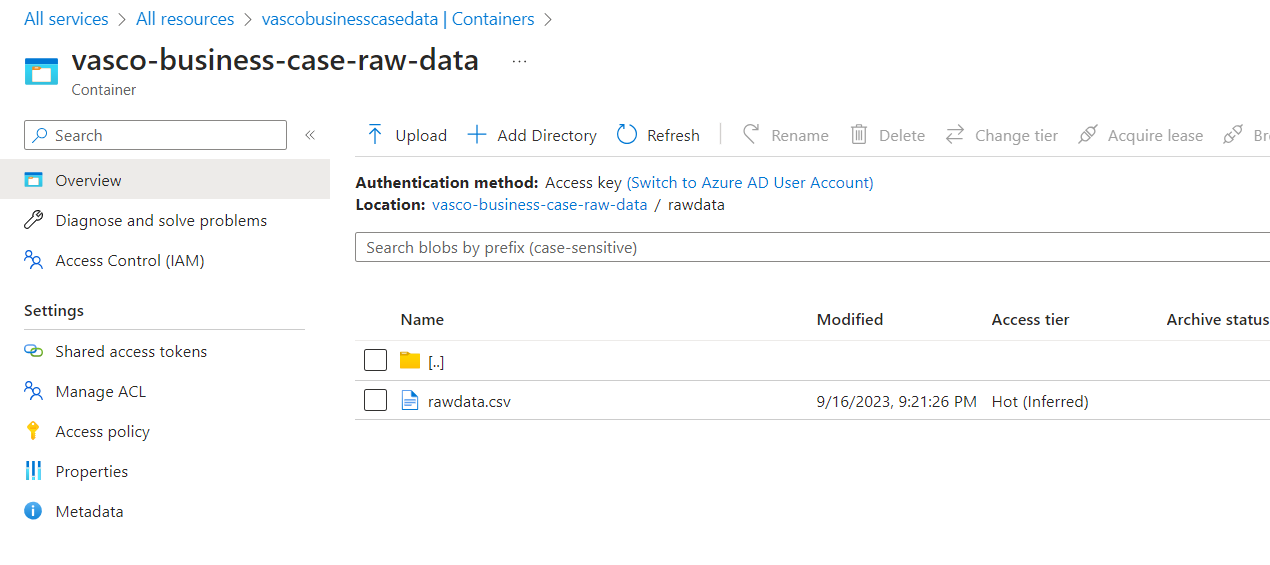 All services > All resources > vascobusinesscasedata | Containers >
vasco-business-case-raw-data ...
Container
Search «
Upload Add Directory Refresh Rename Delete Change tier Acquire lease Bre
Overview
Diagnose and solve problems
Access Control (IAM)
Settings
Shared access tokens
Manage ACL
Access policy
Properties
Metadata
Authentication method: Access key (Switch to Azure AD User Account)
Location: vasco-business-case-raw-data / rawdata
Search blobs by prefix (case-sensitive)
Name Modified Access tier Archive status
[..]
rawdata.csv 9/16/2023, 9:21:26 PM Hot (Inferred)